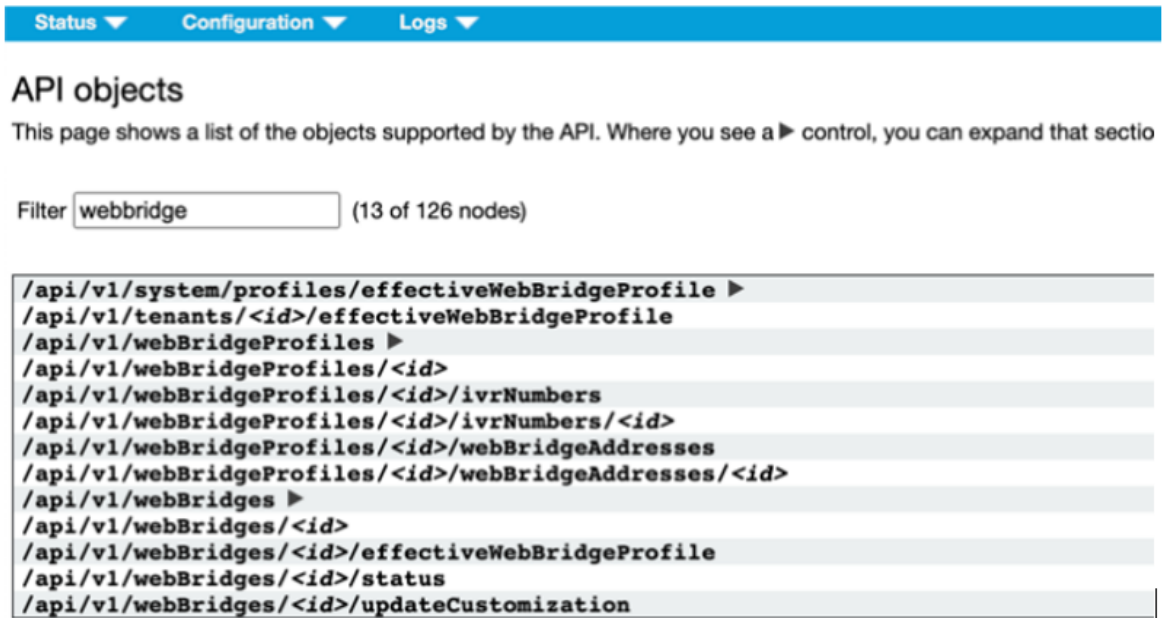 Status Configuration Logs
API objects
This page shows a list of the objects supported by the API. Where you see a ▶ control, you can expand that sectio
Filter webbridge (13 of 126 nodes)
/api/v1/system/profiles/effectiveWebBridgeProfile ▶
/api/v1/tenants/<id>/effectiveWebBridgeProfile
/api/v1/webBridgeProfiles ▶
/api/v1/webBridgeProfiles/<id>
/api/v1/webBridgeProfiles/<id>/ivrNumbers
/api/v1/webBridgeProfiles/<id>/ivrNumbers/<id>
/api/v1/webBridgeProfiles/<id>/webBridgeAddresses
/api/v1/webBridgeProfiles/<id>/webBridgeAddresses/<id>
/api/v1/webBridges ▶
/api/v1/webBridges/<id>
/api/v1/webBridges/<id>/effectiveWebBridgeProfile
/api/v1/webBridges/<id>/status
/api/v1/webBridges/<id>/updateCustomization